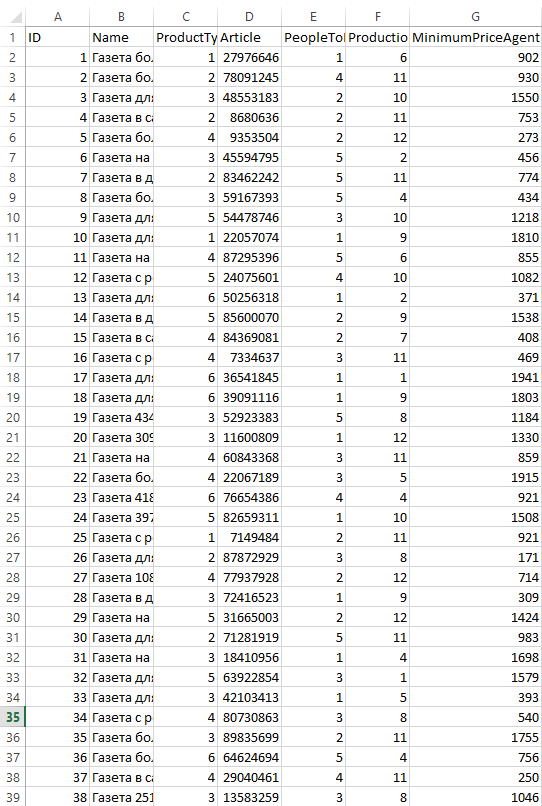 A B C D E F G
1 ID Name ProductTy Article PeopleTo Productio MinimumPriceAgent
2 1 Газета бо 1 27976646 1 6 902
3 2 Газета бо 2 78091245 4 11 930
4 3 Газета дл 3 48553183 2 10 1550
5 4 Газета в с 2 8680636 2 11 753
6 5 Газета бо 4 9353504 2 12 273
7 6 Газета на 3 45594795 5 2 456
8 7 Газета в д 2 83462242 5 11 774
9 8 Газета бо 3 59167393 5 4 434
10 9 Газета дл 5 54478746 3 10 1218
11 10 Газета дл 1 22057074 1 9 1810
12 11 Газета на 4 87295396 5 6 855
13 12 Газета с р 5 24075601 4 10 1082
14 13 Газета дл 6 50256318 1 2 371
15 14 Газета в д 5 85600070 2 9 1538
16 15 Газета в с 4 84369081 2 7 408
17 16 Газета с р 4 7334637 3 11 469
18 17 Газета дл 6 36541845 1 1 1941
19 18 Газета дл 6 39091116 1 9 1803
20 19 Газета 434 3 52923383 5 8 1184
21 20 Газета 309 3 11600809 1 12 1330
22 21 Газета на 4 60843368 3 11 859
23 22 Газета бо 4 22067189 3 5 1915
24 23 Газета 418 6 76654386 4 4 921
25 24 Газета 397 5 82659311 1 10 1508
26 25 Газета с р 1 7149484 2 11 921
27 26 Газета дл 2 87872929 3 8 171
28 27 Газета 108 4 77937928 2 12 714
29 28 Газета в д 3 72416523 1 9 309
30 29 Газета на 5 31665003 2 12 1424
31 30 Газета дл 2 71281919 5 11 983
32 31 Газета на 3 18410956 1 4 1698
33 32 Газета дл 5 63922854 3 1 1579
34 33 Газета дл 3 42103413 1 5 393
35 34 Газета с р 4 80730863 3 8 540
36 35 Газета бо 3 89835699 2 11 1755
37 36 Газета бо 6 64624694 5 4 756
38 37 Газета в с 4 29040461 4 11 250
39 38 Газета 251 3 13583259 3 8 1046